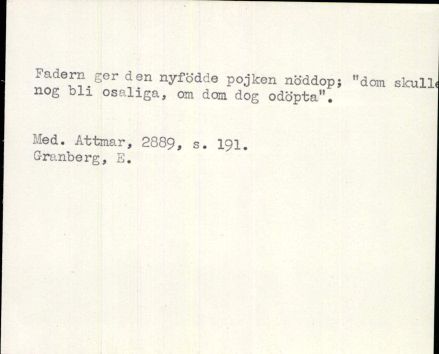 Fadern ger den nyfödde pojken nöddop; "dom skulle
nog bli osaliga, om dom dog odöpta".
Med. Attmar, 2889, s. 191.
Granberg, E.